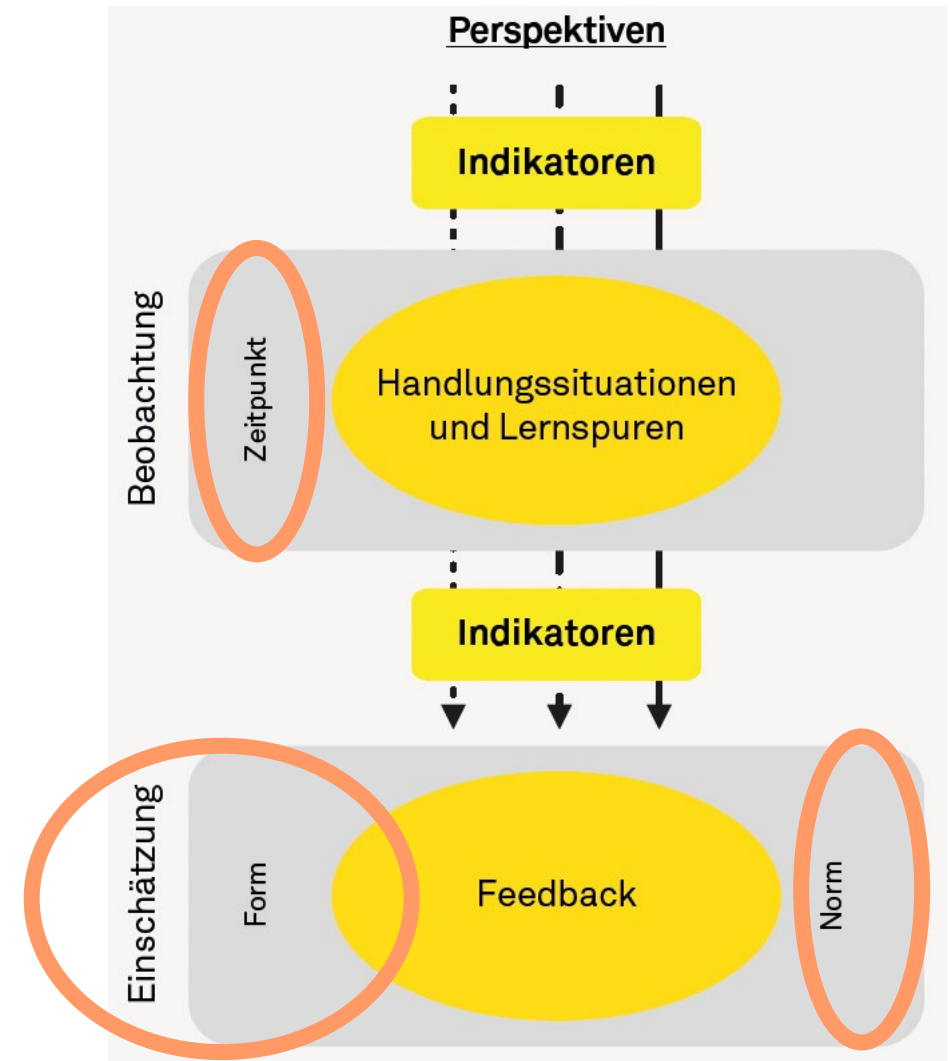 Perspektiven
Indikatoren
Beobachtung
Zeitpunkt
Handlungssituationen
und Lernspuren
Indikatoren
Einschätzung
Form
Feedback
Norm